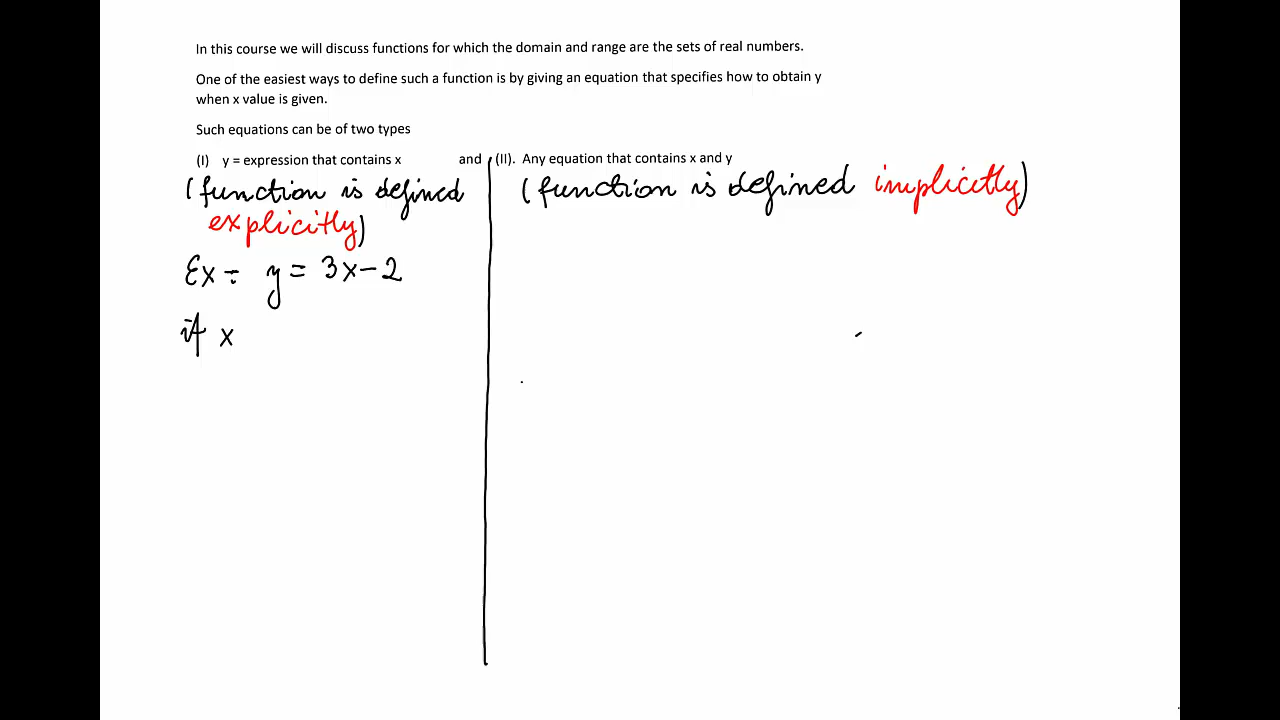 In this course we will discuss functions for which the domain and range are the sets of real numbers.
One of the easiest ways to define such a function is by giving an equation that specifies how to obtain y
when x value is given.
Such equations can be of two types
(I) y = expression that contains x and (II). Any equation that contains x and y
(function is defined
explicitly)
Ex: y = 3x-2
if x
(function is defined implicitly)